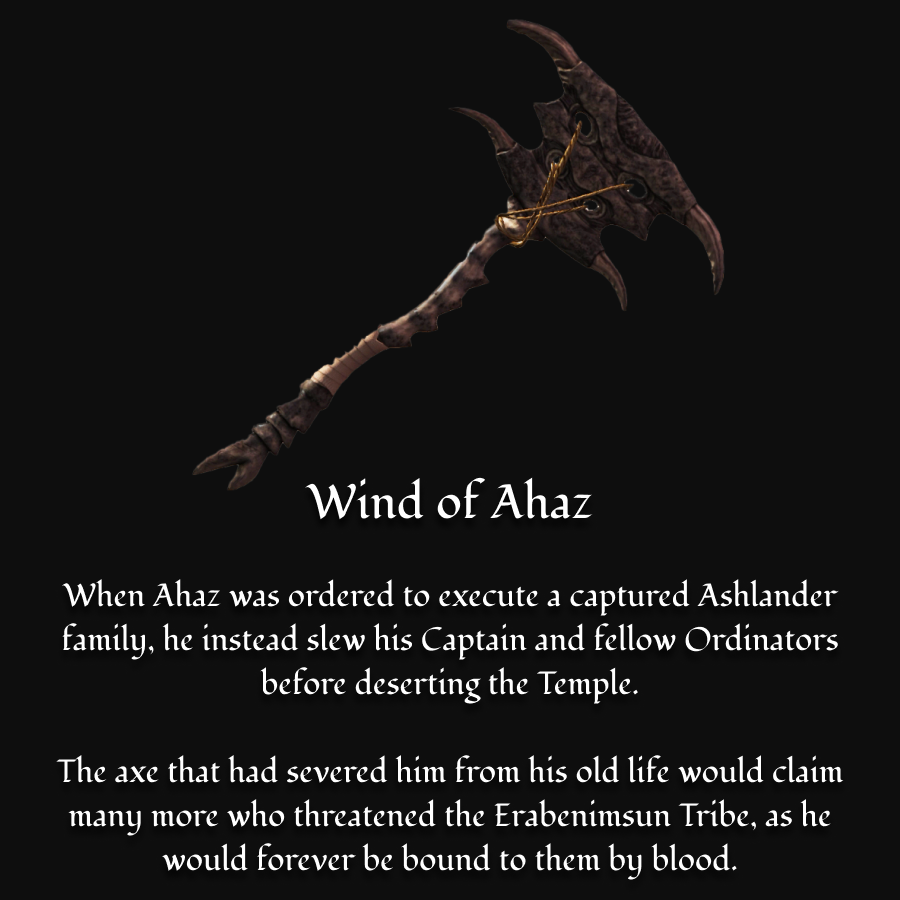 Wind of Ahaz
When Ahaz was ordered to execute a captured Ashlander
family, he instead slew his Captain and fellow Ordinators
before deserting the Temple.
The axe that had severed him from his old life would claim
many more who threatened the Erabenimsun Tribe, as he
would forever be bound to them by blood.